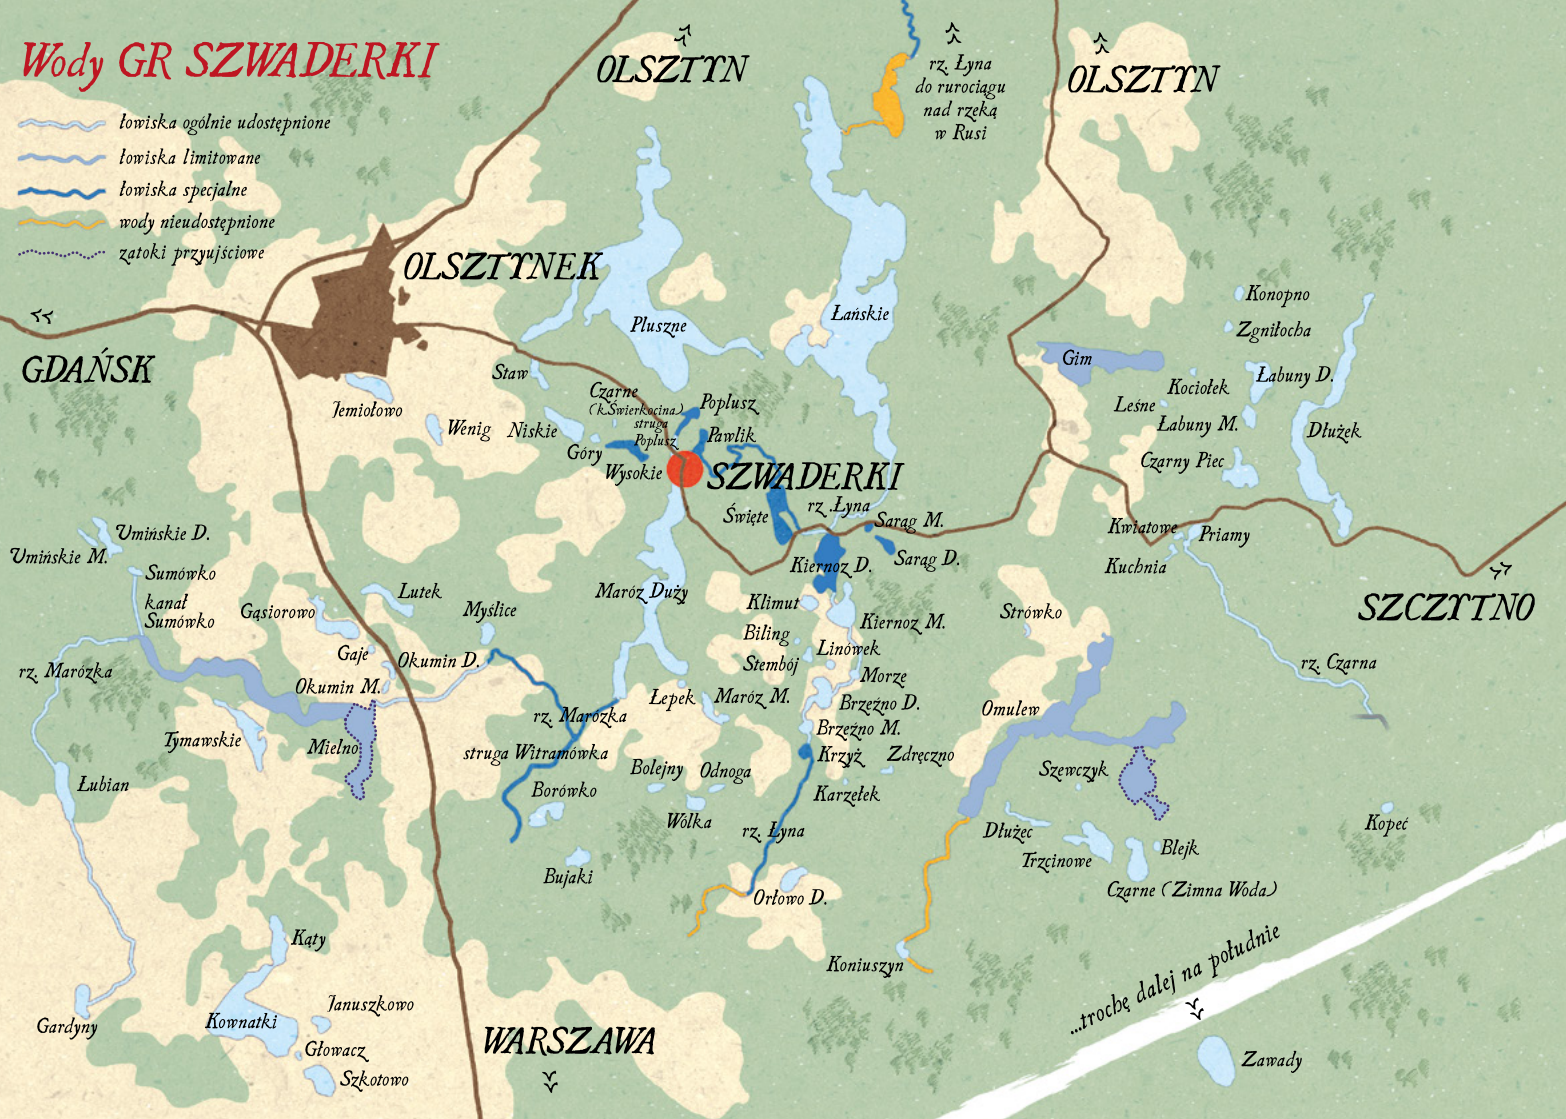 Wody GR SZWADERKI
łowiska ogólnie udostępnione
łowiska limitowane
łowiska specjalne
wody nieudostępnione
zatoki przyujściowe
OLSZTYN
rz. Łyna
do rurociągu
nad rzeką
w Rusi
OLSZTYN
OLSZTYNEK
GDAŃSK
Pluszne
Łańskie
Konopno
Zgniłocha
Gim
Kociołek
Łabuny D.
Leśne
Łabuny M.
Dłużek
Czarny Piec
Staw
Jemiołowo
Wenig
Niskie
Czarne
(k.Świerkocina)
struga
Poplusz
Poplusz
Pawlik
Góry
Wysokie
SZWADERKI
Święte
rz. Łyna
Sarąg M.
Sarąg D.
Kiernoz D.
Kwiatowe
Priamy
Kuchnia
SZCZYTNO
Umińskie D.
Umińskie M.
Sumówko
kanał
Sumówko
Gąsiorowo
Lutek
Myślice
Maróz Duży
Klimut
Kiernoz M.
Biling
Linówek
Stembój
Strówko
rz. Czarna
rz. Marózka
Gaje
Okumin D.
Okumin M.
Łepek
Maróz M.
Morze
Brzeźno D.
Brzeźno M.
Omulew
Tymawskie
Mielno
rz. Marózka
struga Witramówka
Krzyż
Zdręczno
Szewczyk
Bolejny
Odnoga
Borówko
Karzełek
Łubian
Wólka
rz. Łyna
Dłużec
Trzcinowe
Blejk
Kopeć
Bujaki
Orłowo D.
Czarne (Zimna Woda)
Kąty
Koniuszyn
...trochę dalej na południe
Januszkowo
Kownatki
Gardyny
Głowacz
Szkotowo
WARSZAWA
Zawady